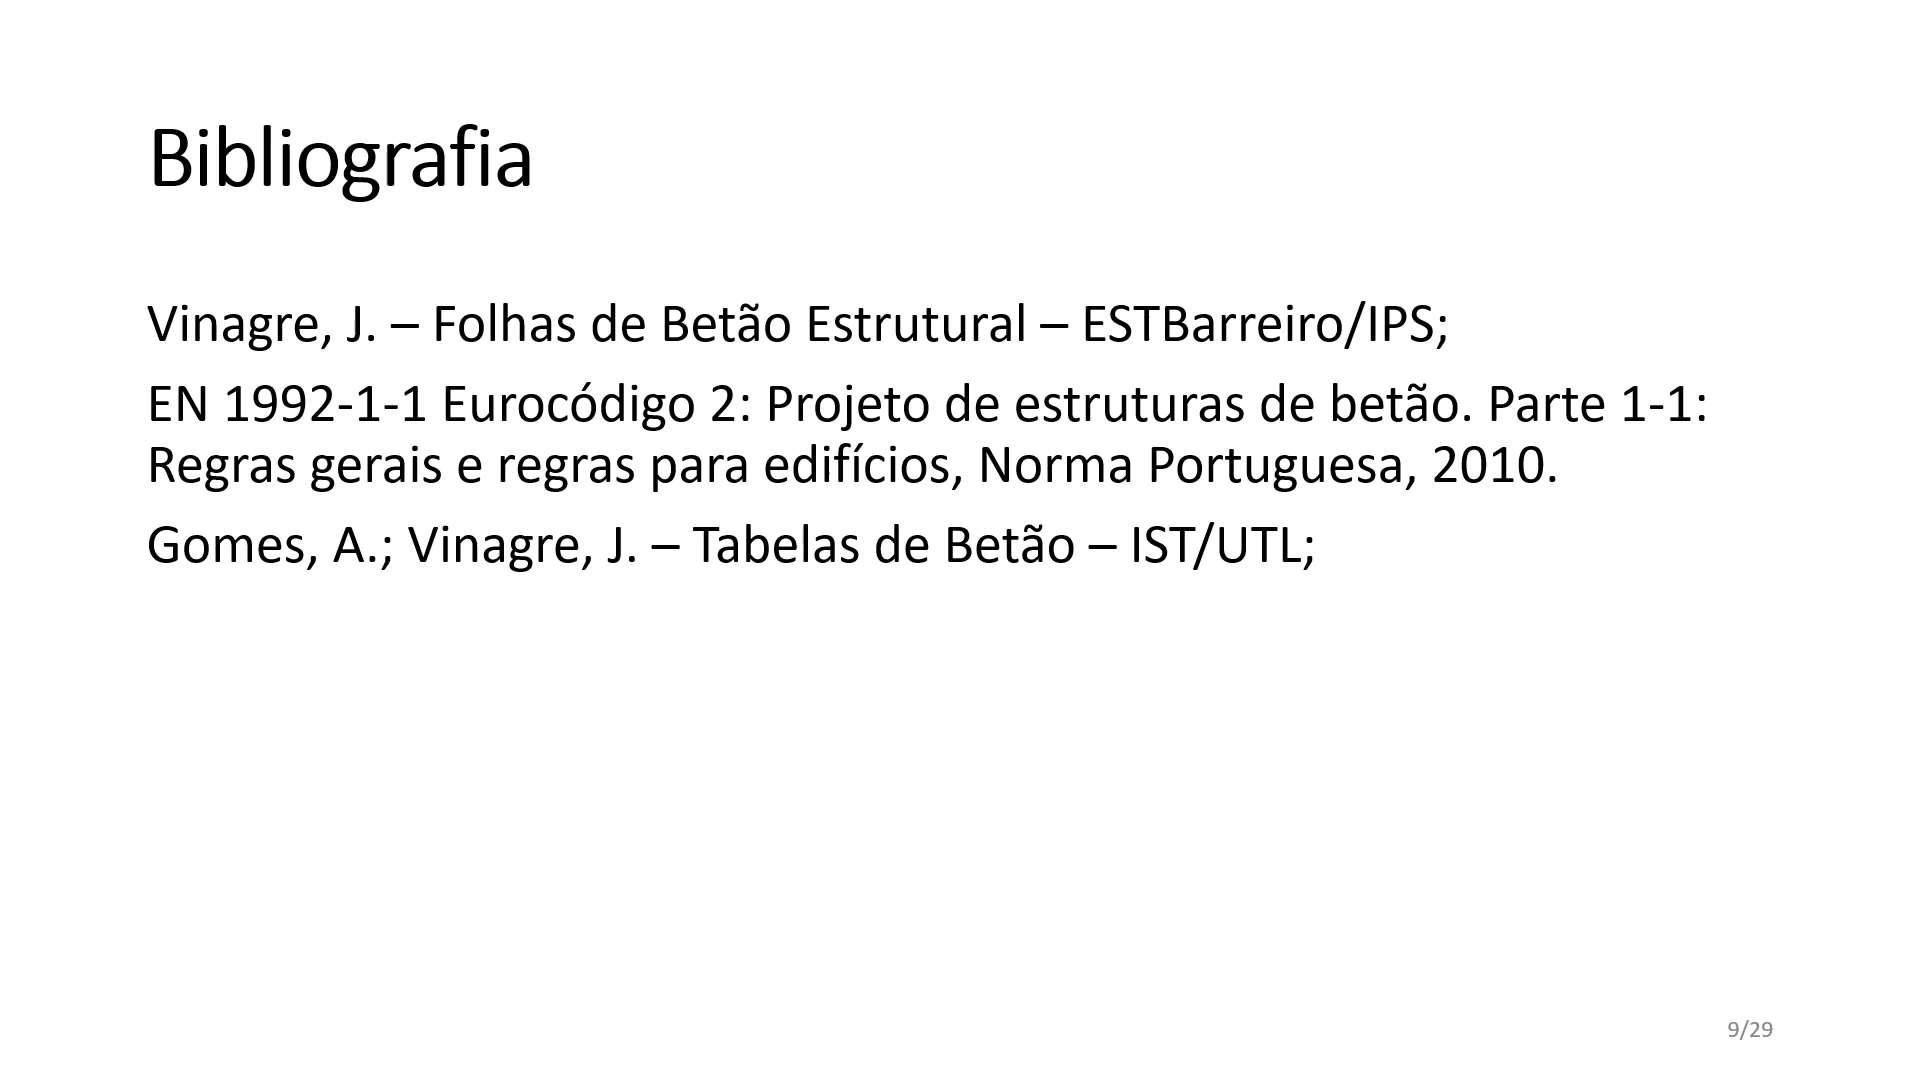 Bibliografia
Vinagre, J. – Folhas de Betão Estrutural – ESTBarreiro/IPS;
EN 1992-1-1 Eurocódigo 2: Projeto de estruturas de betão. Parte 1-1:
Regras gerais e regras para edifícios, Norma Portuguesa, 2010.
Gomes, A.; Vinagre, J. – Tabelas de Betão – IST/UTL;
9/29